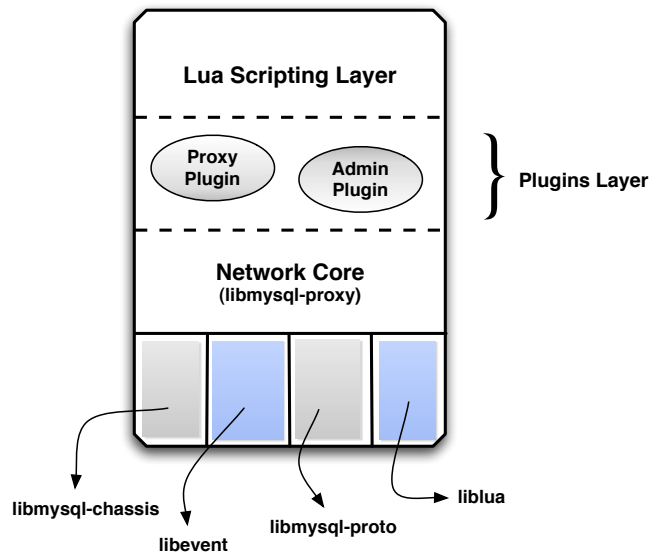 Lua Scripting Layer
Proxy
Plugin
Admin
Plugin
Plugins Layer
Network Core
(libmysql-proxy)
libmysql-chassis
libevent
libmysql-proto
liblua